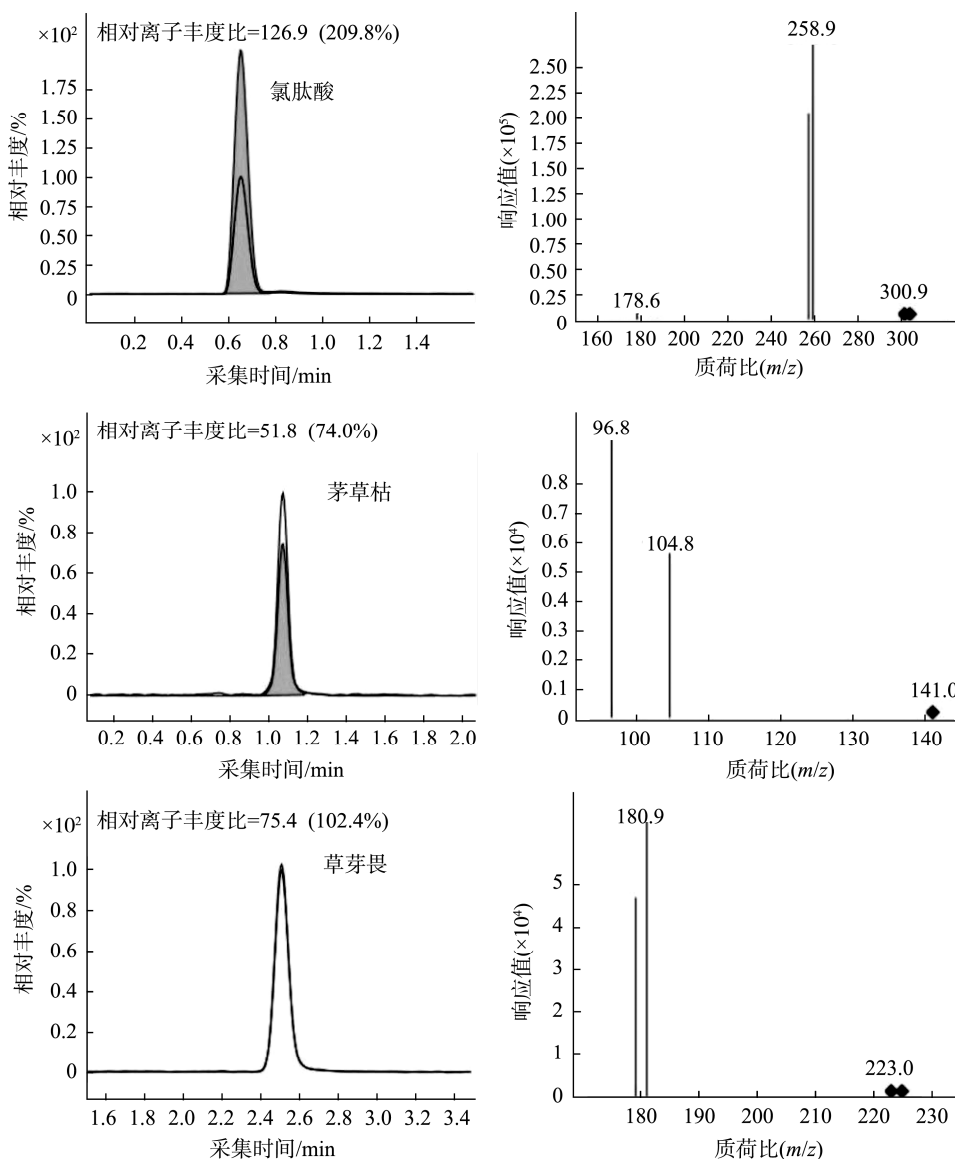 ×10²
相对离子丰度比=126.9 (209.8%)
氯肽酸
1.75
1.50
1.25
1.00
0.75
0.50
0.25
0
相对丰度/%
0.2 0.4 0.6 0.8 1.0 1.2 1.4
采集时间/min
258.9
2.50
2.25
2.00
1.75
1.50
1.25
1.00
0.75
0.50
0.25
0
响应值(×10⁵)
178.6
300.9
160 180 200 220 240 260 280 300
质荷比(m/z)
×10²
相对离子丰度比=51.8 (74.0%)
茅草枯
1.0
0.8
0.6
0.4
0.2
0
相对丰度/%
0.2 0.4 0.6 0.8 1.0 1.2 1.4 1.6 1.8 2.0
采集时间/min
96.8
104.8
141.0
0.8
0.7
0.6
0.5
0.4
0.3
0.2
0.1
0
响应值(×10⁴)
100 110 120 130 140
质荷比(m/z)
×10²
相对离子丰度比=75.4 (102.4%)
草芽畏
1.0
0.8
0.6
0.4
0.2
0
相对丰度/%
1.6 1.8 2.0 2.2 2.4 2.6 2.8 3.0 3.2 3.4
采集时间/min
180.9
5
4
3
2
1
0
响应值(×10⁴)
223.0
180 190 200 210 220 230
质荷比(m/z)